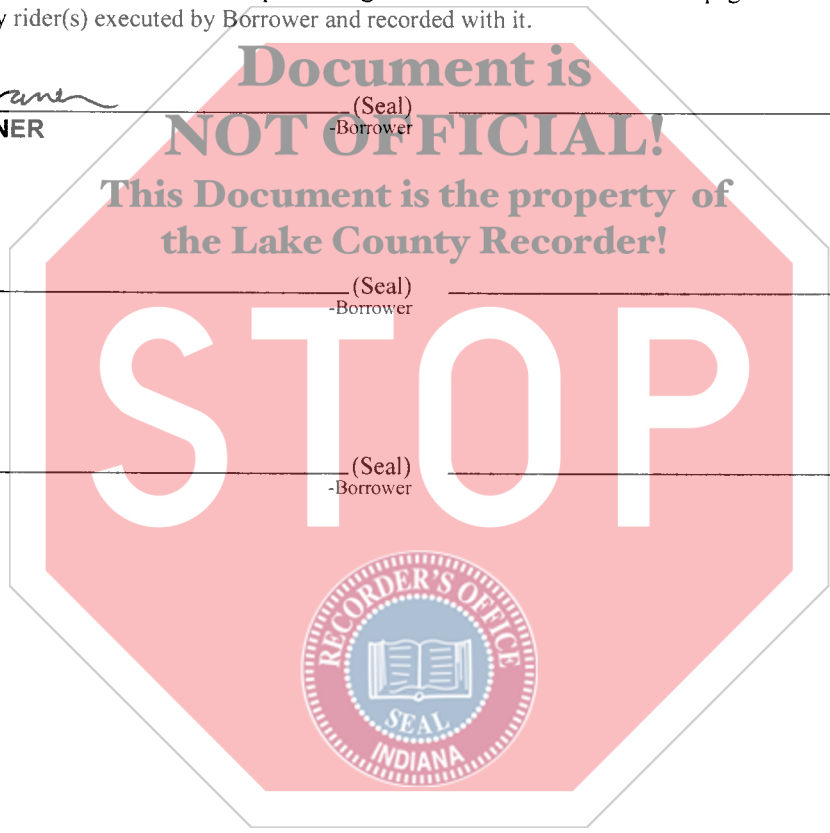 y rider(s) executed by Borrower and recorded with it.
Document is
(Seal)
NER
-Borrower
NOT OFFICIAL!
This Document is the property of
the Lake County Recorder!
(Seal)
-Borrower
STOP
(Seal)
-Borrower
RECORDER'S OFFICE
SEAL
INDIANA